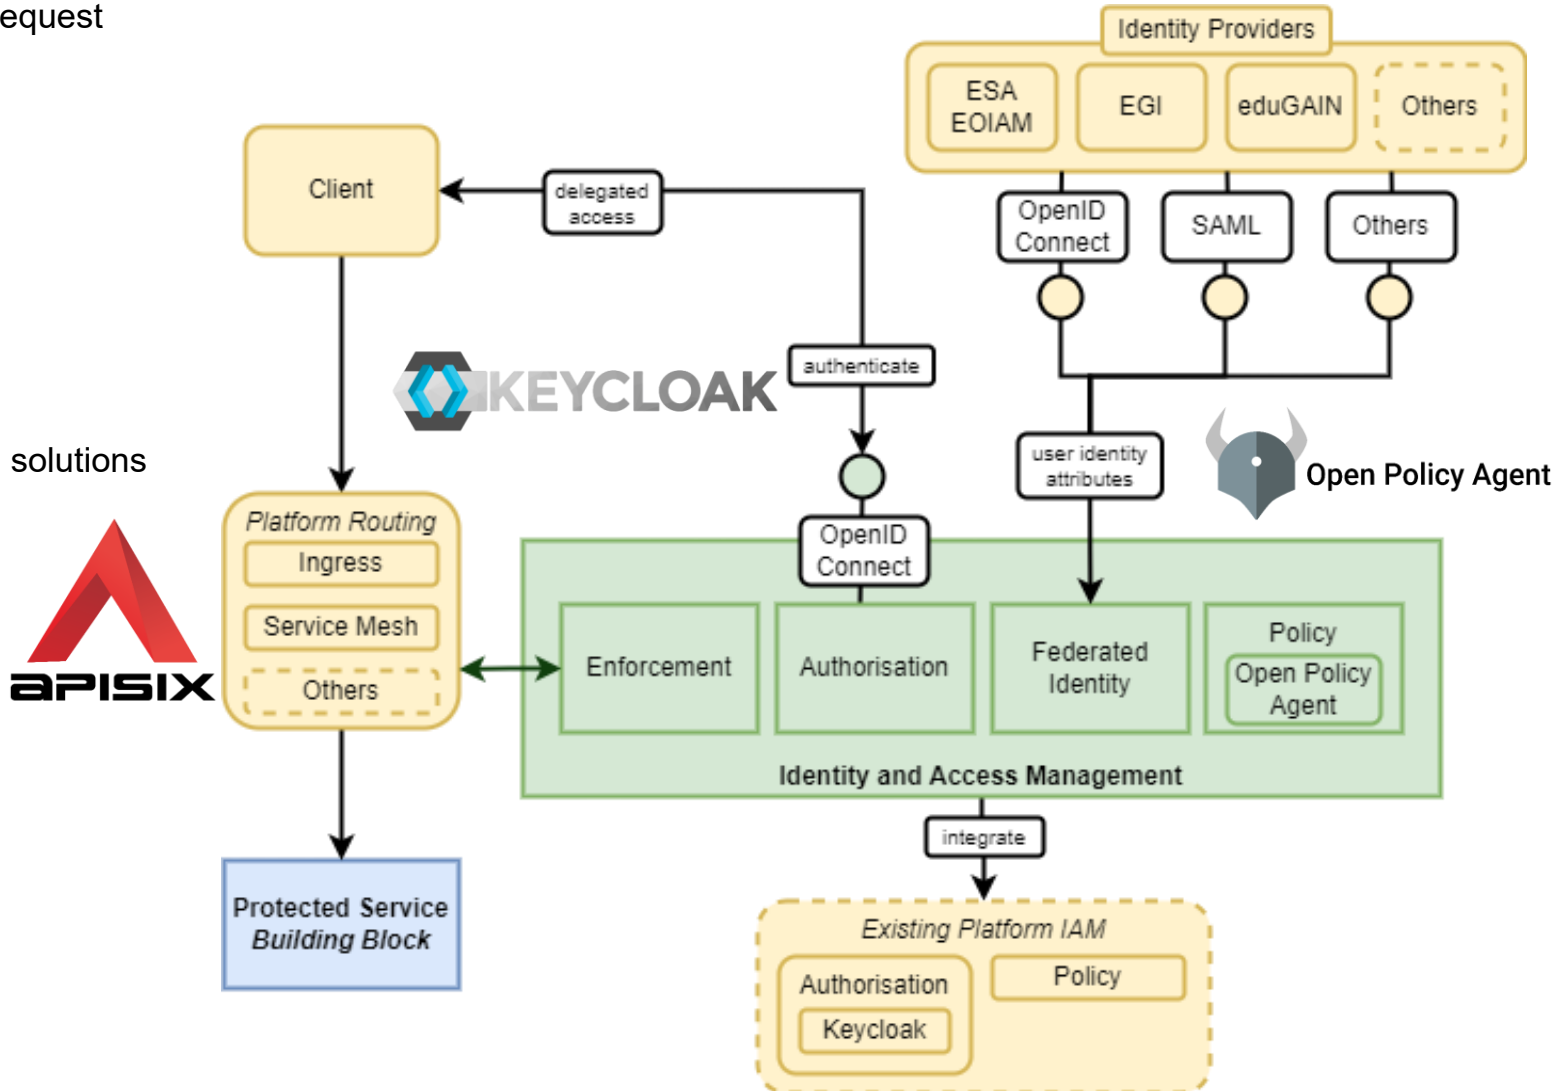 equest
Identity Providers
ESA
EOIAM
EGI
eduGAIN
Others
Client
delegated
access
OpenID
Connect
SAML
Others
KEYCLOAK
authenticate
solutions
user identity
attributes
Open Policy Agent
Platform Routing
Ingress
Service Mesh
Others
APISIX
OpenID
Connect
Enforcement
Authorisation
Federated
Identity
Policy
Open Policy
Agent
Identity and Access Management
integrate
Protected Service
Building Block
Existing Platform IAM
Authorisation
Keycloak
Policy